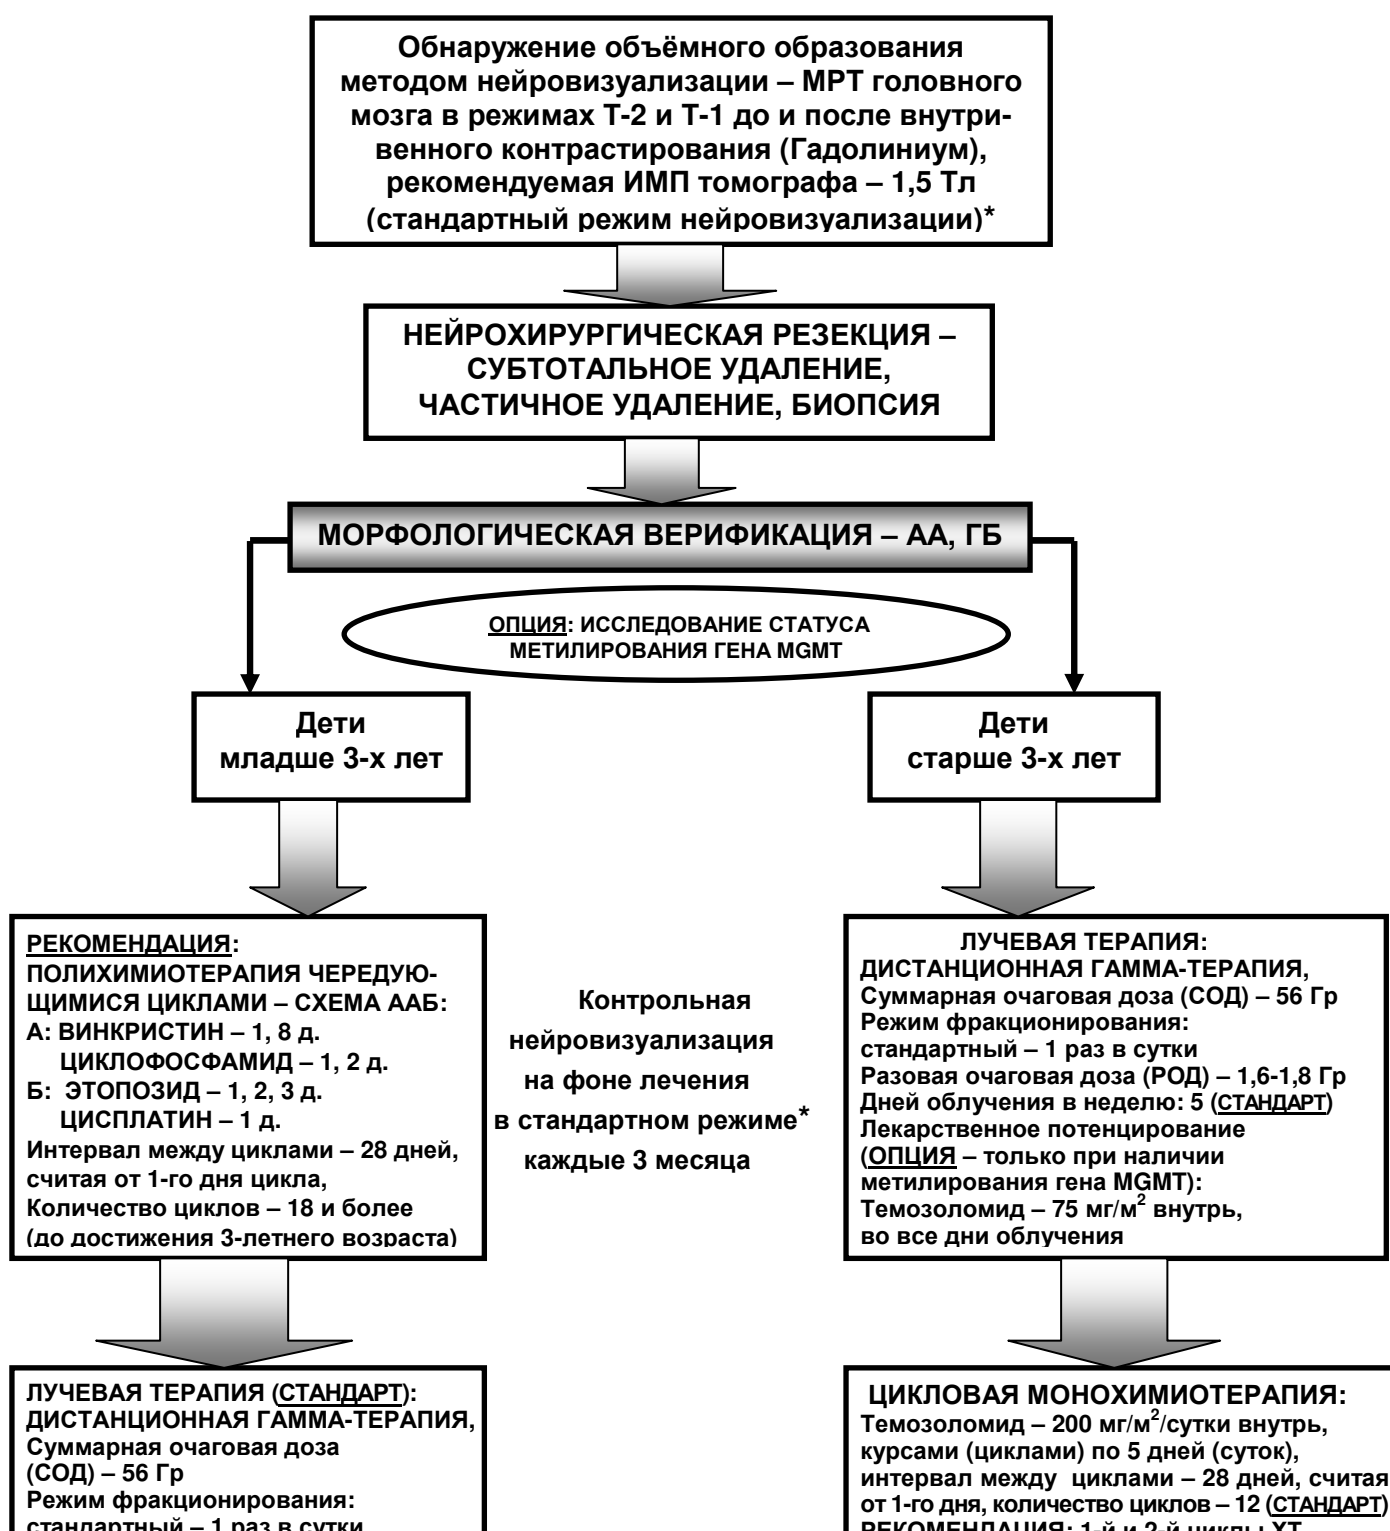 Обнаружение объёмного образования
методом нейровизуализации – МРТ головного
мозга в режимах Т-2 и Т-1 до и после внутри-
венного контрастирования (Гадолиниум),
рекомендуемая ИМП томографа – 1,5 Тл
(стандартный режим нейровизуализации)*
НЕЙРОХИРУРГИЧЕСКАЯ РЕЗЕКЦИЯ –
СУБТОТАЛЬНОЕ УДАЛЕНИЕ,
ЧАСТИЧНОЕ УДАЛЕНИЕ, БИОПСИЯ
МОРФОЛОГИЧЕСКАЯ ВЕРИФИКАЦИЯ – АА, ГБ
ОПЦИЯ: ИССЛЕДОВАНИЕ СТАТУСА
МЕТИЛИРОВАНИЯ ГЕНА MGMT
Дети
младше 3-х лет
Дети
старше 3-х лет
РЕКОМЕНДАЦИЯ:
ПОЛИХИМИОТЕРАПИЯ ЧЕРЕДУЮ-
ЩИМИСЯ ЦИКЛАМИ – СХЕМА ААБ:
А: ВИНКРИСТИН – 1, 8 д.
ЦИКЛОФОСФАМИД – 1, 2 д.
Б: ЭТОПОЗИД – 1, 2, 3 д.
ЦИСПЛАТИН – 1 д.
Интервал между циклами – 28 дней,
считая от 1-го дня цикла,
Количество циклов – 18 и более
(до достижения 3-летнего возраста)
Контрольная
нейровизуализация
на фоне лечения
в стандартном режиме*
каждые 3 месяца
ЛУЧЕВАЯ ТЕРАПИЯ:
ДИСТАНЦИОННАЯ ГАММА-ТЕРАПИЯ,
Суммарная очаговая доза (СОД) – 56 Гр
Режим фракционирования:
стандартный – 1 раз в сутки
Разовая очаговая доза (РОД) – 1,6-1,8 Гр
Дней облучения в неделю: 5 (СТАНДАРТ)
Лекарственное потенцирование
(ОПЦИЯ – только при наличии
метилирования гена MGMT):
Темозоломид – 75 мг/м² внутрь,
во все дни облучения
ЛУЧЕВАЯ ТЕРАПИЯ (СТАНДАРТ):
ДИСТАНЦИОННАЯ ГАММА-ТЕРАПИЯ,
Суммарная очаговая доза
(СОД) – 56 Гр
Режим фракционирования:
стандартный – 1 раз в сутки
ЦИКЛОВАЯ МОНОХИМИОТЕРАПИЯ:
Темозоломид – 200 мг/м²/сутки внутрь,
курсами (циклами) по 5 дней (суток),
интервал между циклами – 28 дней, считая
от 1-го дня, количество циклов – 12 (СТАНДАРТ)
РЕКОМЕНДАЦИЯ: 1-й и 2-й циклы ХТ